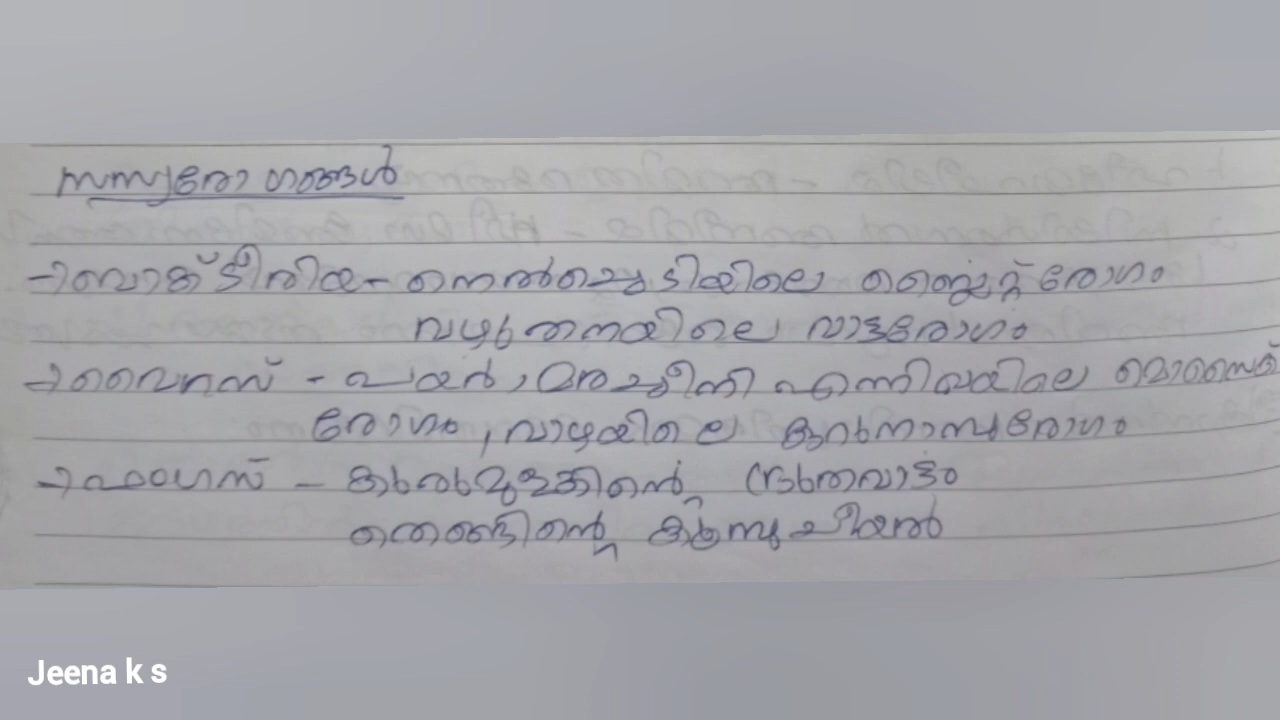 സസ്യരോഗങ്ങൾ
→ ബാക്ടീരിയ - നെൽച്ചെടിയിലെ ബ്ലൈറ്റ് രോഗം
വഴുതനയിലെ വാട്ടരോഗം
→ വൈറസ് - പയർ, മരച്ചീനി എന്നിവയിലെ മൊസൈക്
രോഗം, വാഴയിലെ കുറുനാമ്പുരോഗം
→ ഫംഗസ് - കുരുമുളകിന്റെ ദ്രുതവാട്ടം
തെങ്ങിന്റെ കൂമ്പുചീയൽ
Jeena k s